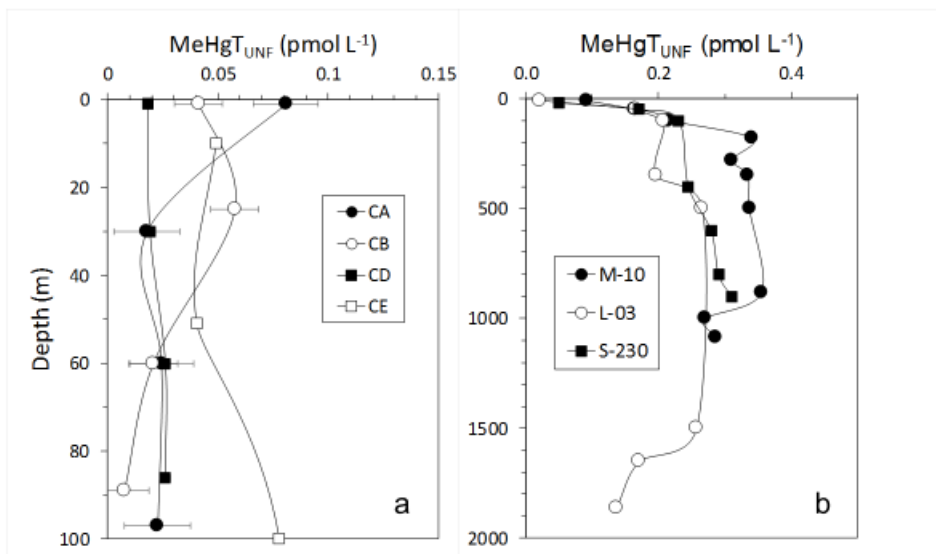 MeHgT_UNF (pmol L⁻¹)
0 0.05 0.1 0.15
0
20
40
60
80
100
Depth (m)
CA
CB
CD
CE
a
MeHgT_UNF (pmol L⁻¹)
0.0 0.2 0.4
0
500
1000
1500
2000
M-10
L-03
S-230
b